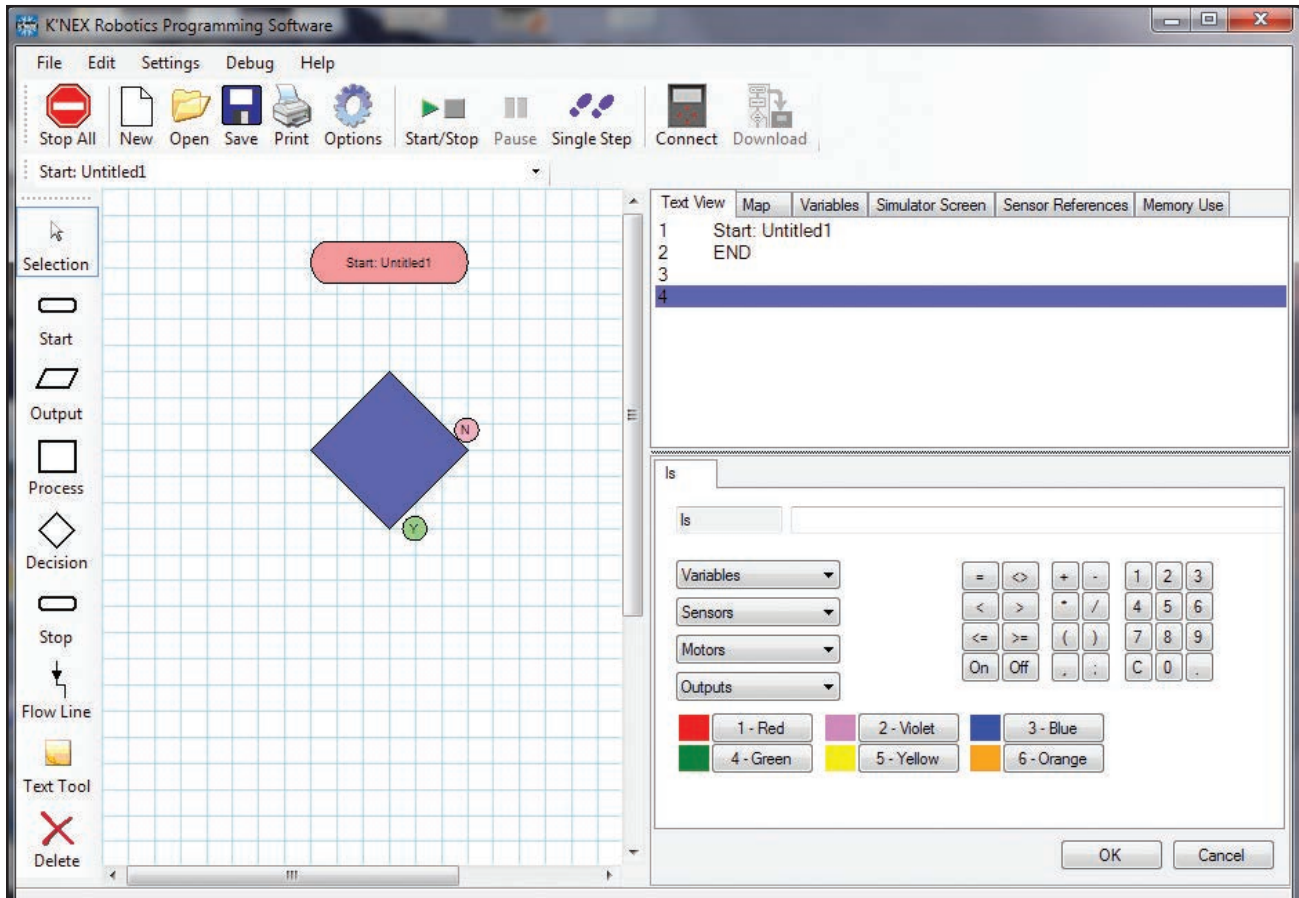 K'NEX Robotics Programming Software
File Edit Settings Debug Help
Stop All New Open Save Print Options Start/Stop Pause Single Step Connect Download
Start: Untitled1
Selection
Start
Output
Process
Decision
Stop
Flow Line
Text Tool
Delete
Start: Untitled1
N
Y
Text View Map Variables Simulator Screen Sensor References Memory Use
1 Start: Untitled1
2 END
3
4
Is
Is
Variables
Sensors
Motors
Outputs
= <> + - 1 2 3
< > * / 4 5 6
<= >= ( ) 7 8 9
On Off , ; C 0 .
1 - Red 2 - Violet 3 - Blue
4 - Green 5 - Yellow 6 - Orange
OK Cancel